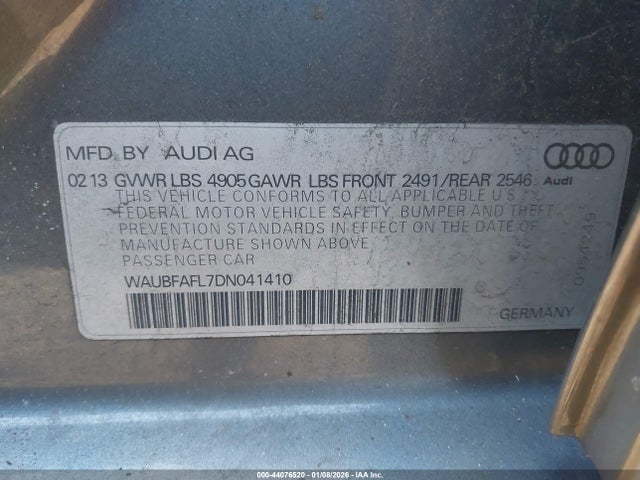 MFD. BY AUDI AG
02 13 GVWR LBS 4905 GAWR LBS FRONT 2491/REAR 2546
Audi
THIS VEHICLE CONFORMS TO ALL APPLICABLE U S
FEDERAL MOTOR VEHICLE SAFETY, BUMPER AND THEFT
PREVENTION STANDARDS IN EFFECT ON THE DATE OF
MANUFACTURE SHOWN ABOVE
PASSENGER CAR
WAUBFAFL7DN041410
GERMANY
000-44076520 - 01/08/2026 - IAA Inc.